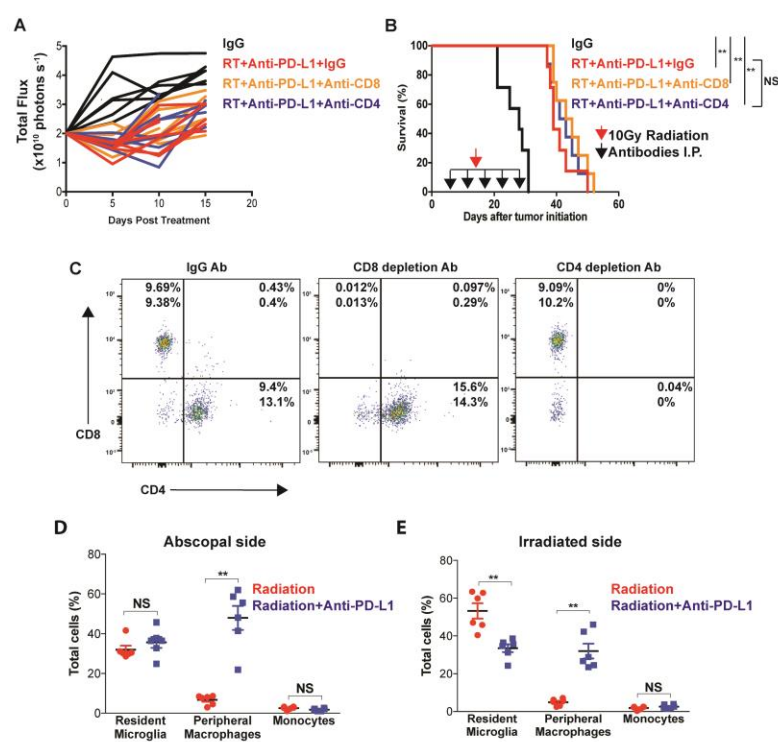 A
IgG
RT+Anti-PD-L1+IgG
RT+Anti-PD-L1+Anti-CD8
RT+Anti-PD-L1+Anti-CD4
Total Flux
(x10¹⁰ photons s⁻¹)
5
4
3
2
1
0
0 5 10 15 20
Days Post Treatment
B
IgG
RT+Anti-PD-L1+IgG
RT+Anti-PD-L1+Anti-CD8
RT+Anti-PD-L1+Anti-CD4
** ** ** NS
10Gy Radiation
Antibodies I.P.
Survival (%)
100
80
60
40
20
0
0 20 40 60
Days after tumor initiation
C
IgG Ab
9.69% 0.43%
9.38% 0.4%
9.4%
13.1%
CD8 depletion Ab
0.012% 0.097%
0.013% 0.29%
15.6%
14.3%
CD4 depletion Ab
9.09% 0%
10.2% 0%
0.04%
0%
CD8
CD4
D
Abscopal side
Radiation
Radiation+Anti-PD-L1
NS ** NS
Total cells (%)
60
40
20
0
Resident Microglia
Peripheral Macrophages
Monocytes
E
Irradiated side
Radiation
Radiation+Anti-PD-L1
** ** NS
Total cells (%)
60
40
20
0
Resident Microglia
Peripheral Macrophages
Monocytes